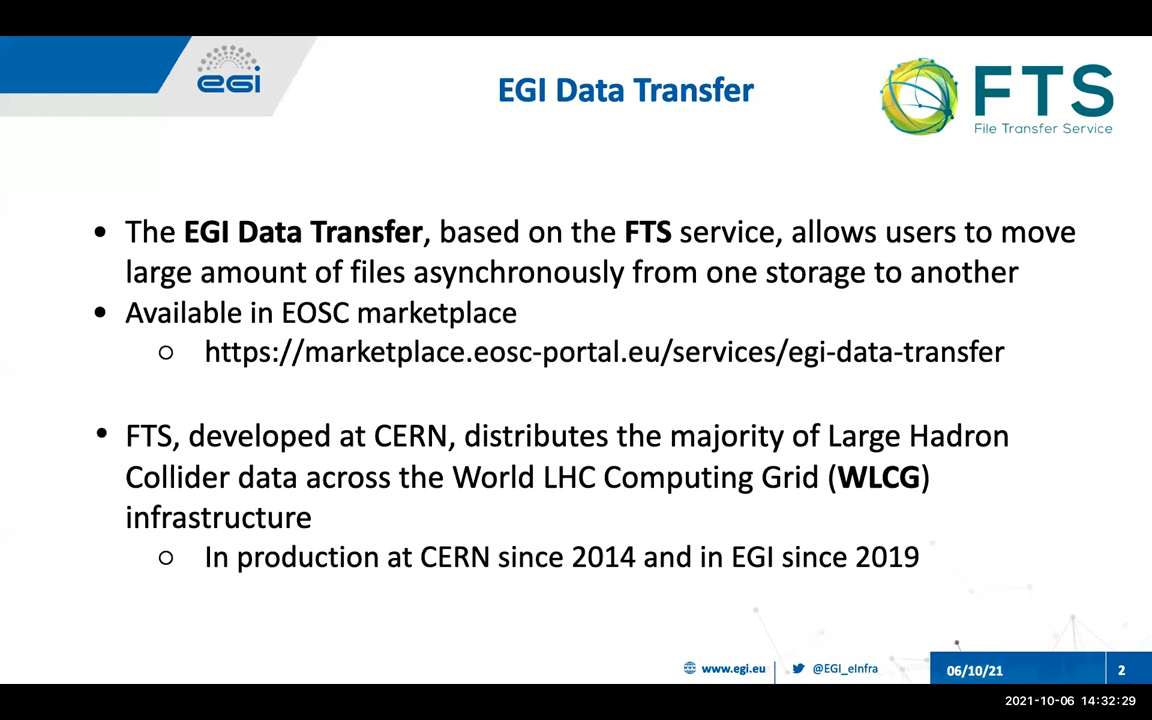 egi
EGI Data Transfer
FTS
File Transfer Service
• The EGI Data Transfer, based on the FTS service, allows users to move
large amount of files asynchronously from one storage to another
• Available in EOSC marketplace
○ https://marketplace.eosc-portal.eu/services/egi-data-transfer
• FTS, developed at CERN, distributes the majority of Large Hadron
Collider data across the World LHC Computing Grid (WLCG)
infrastructure
○ In production at CERN since 2014 and in EGI since 2019
www.egi.eu
@EGI_eInfra
06/10/21
2
2021-10-06 14:32:29